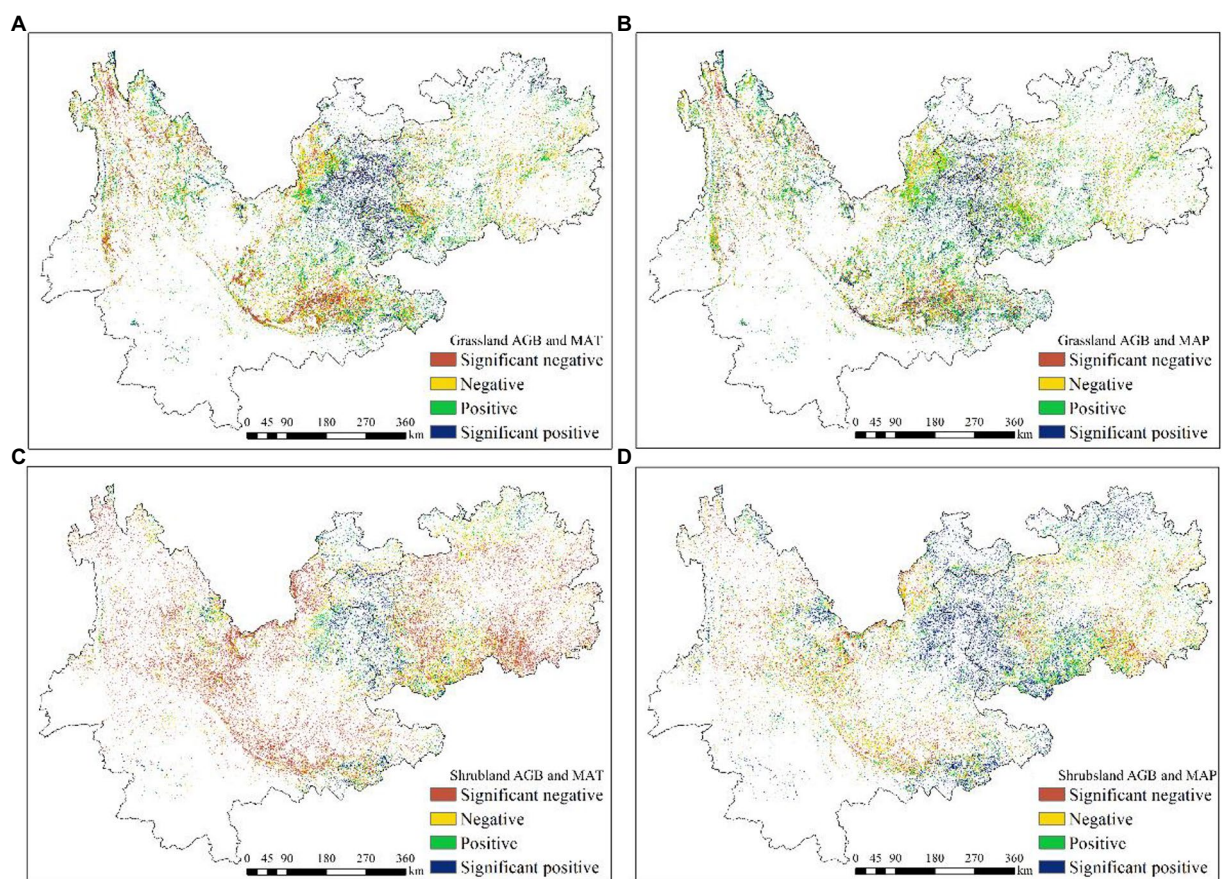 A
Grassland AGB and MAT
Significant negative
Negative
Positive
Significant positive
0 45 90 180 270 360
km
B
Grassland AGB and MAP
Significant negative
Negative
Positive
Significant positive
0 45 90 180 270 360
km
C
Shrubland AGB and MAT
Significant negative
Negative
Positive
Significant positive
0 45 90 180 270 360
km
D
Shrubsland AGB and MAP
Significant negative
Negative
Positive
Significant positive
0 45 90 180 270 360
km